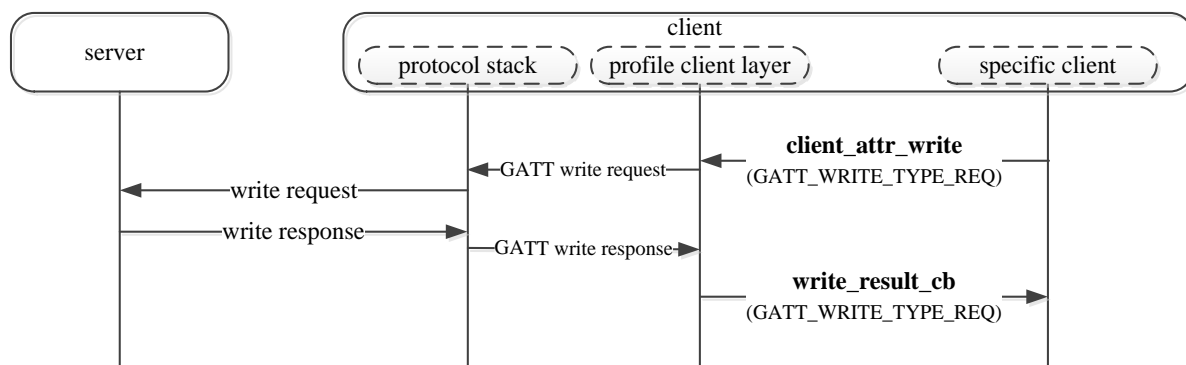 client
server
protocol stack
profile client layer
specific client
client_attr_write
GATT write request
(GATT_WRITE_TYPE_REQ)
write request
write response
GATT write response
write_result_cb
(GATT_WRITE_TYPE_REQ)